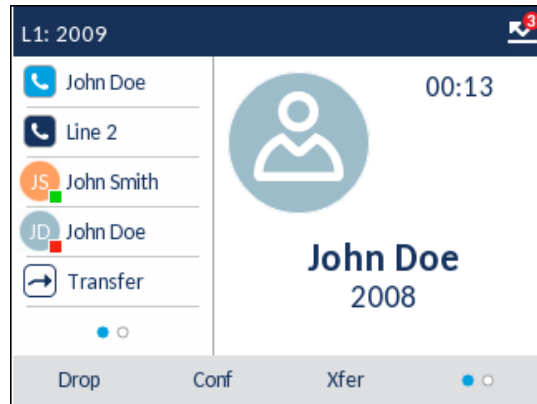 L1: 2009
3
John Doe
00:13
Line 2
JS John Smith
JD John Doe
Transfer
John Doe
2008
Drop Conf Xfer